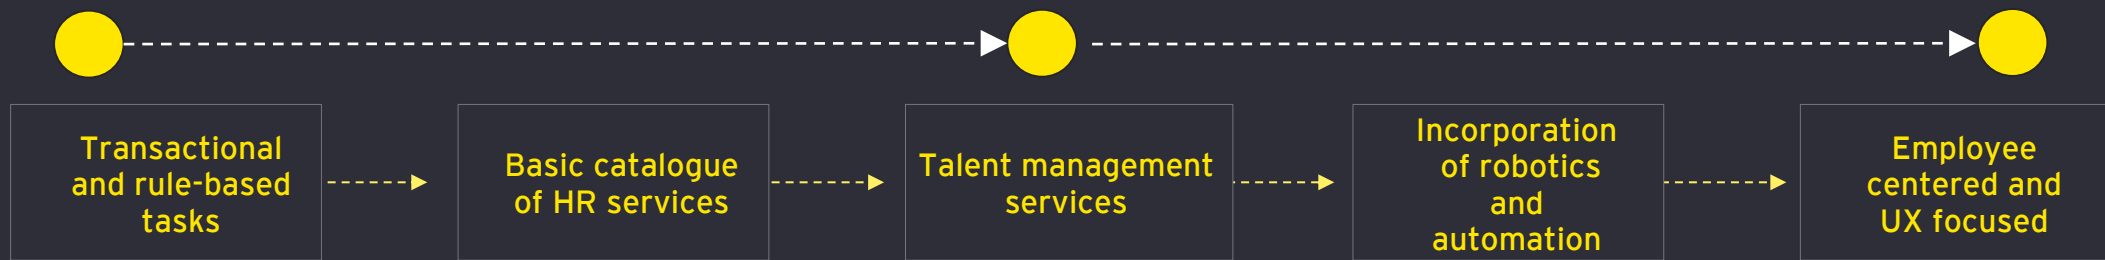 Transactional
and rule-based
tasks
Basic catalogue
of HR services
Talent management
services
Incorporation
of robotics
and
automation
Employee
centered and
UX focused